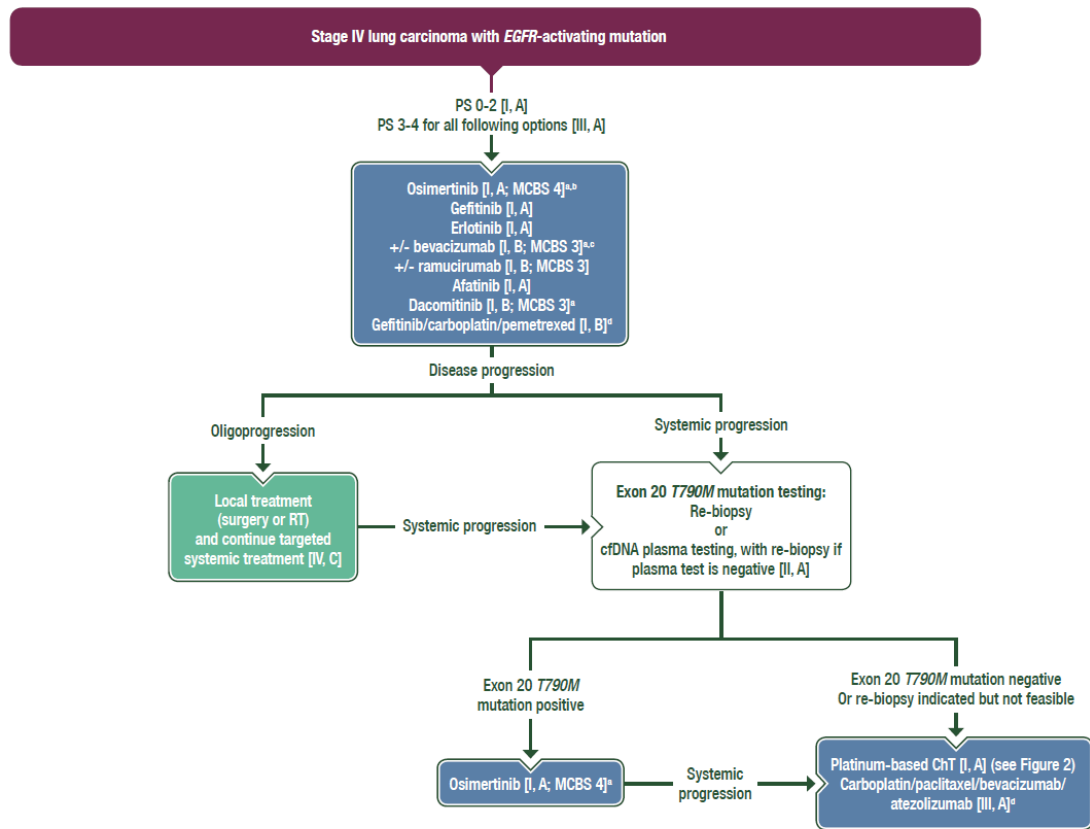 Stage IV lung carcinoma with EGFR-activating mutation
PS 0-2 [I, A]
PS 3-4 for all following options [III, A]
Osimertinib [I, A; MCBS 4]a,b
Gefitinib [I, A]
Erlotinib [I, A]
+/- bevacizumab [I, B; MCBS 3]a,c
+/- ramucirumab [I, B; MCBS 3]
Afatinib [I, A]
Dacomitinib [I, B; MCBS 3]a
Gefitinib/carboplatin/pemetrexed [I, B]d
Disease progression
Oligoprogression
Systemic progression
Local treatment
(surgery or RT)
and continue targeted
systemic treatment [IV, C]
Systemic progression
Exon 20 T790M mutation testing:
Re-biopsy
or
cfDNA plasma testing, with re-biopsy if
plasma test is negative [II, A]
Exon 20 T790M
mutation positive
Exon 20 T790M mutation negative
Or re-biopsy indicated but not feasible
Osimertinib [I, A; MCBS 4]a
Systemic
progression
Platinum-based ChT [I, A] (see Figure 2)
Carboplatin/paclitaxel/bevacizumab/
atezolizumab [III, A]d